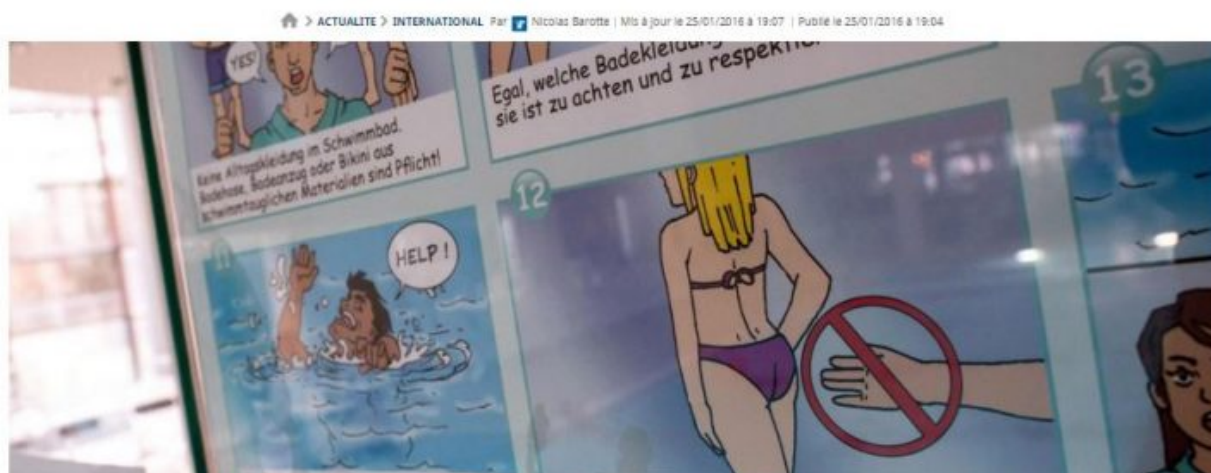 > ACTUALITE > INTERNATIONAL Par Nicolas Barotte | Mis à jour le 25/01/2016 à 19:07 | Publié le 25/01/2016 à 19:04
YES!
Keine Alltagskleidung im Schwimmbad.
Badehose, Badeanzug oder Bikini aus
schwimmtauglichen Materialien sind Pflicht!
Egal, welche Badekleidung
sie ist zu achten und zu
11
HELP !
12
13